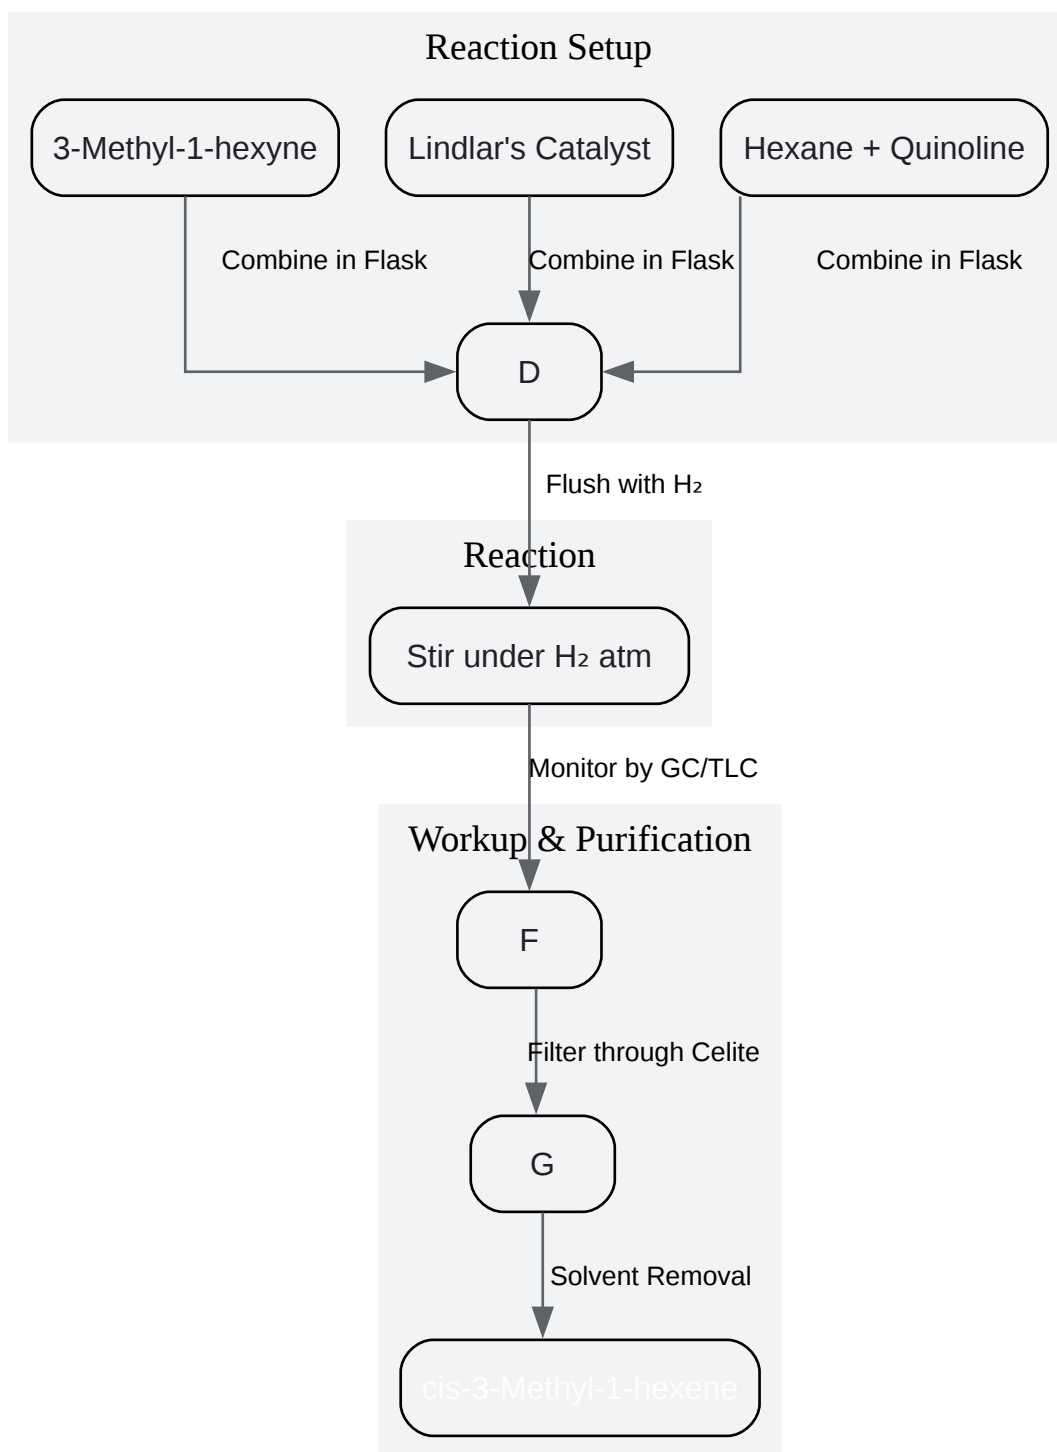 Reaction Setup
3-Methyl-1-hexyne
Lindlar's Catalyst
Hexane + Quinoline
Combine in Flask
Combine in Flask
Combine in Flask
D
Flush with H₂
Reaction
Stir under H₂ atm
Monitor by GC/TLC
Workup & Purification
F
Filter through Celite
G
Solvent Removal
cis-3-Methyl-1-hexene